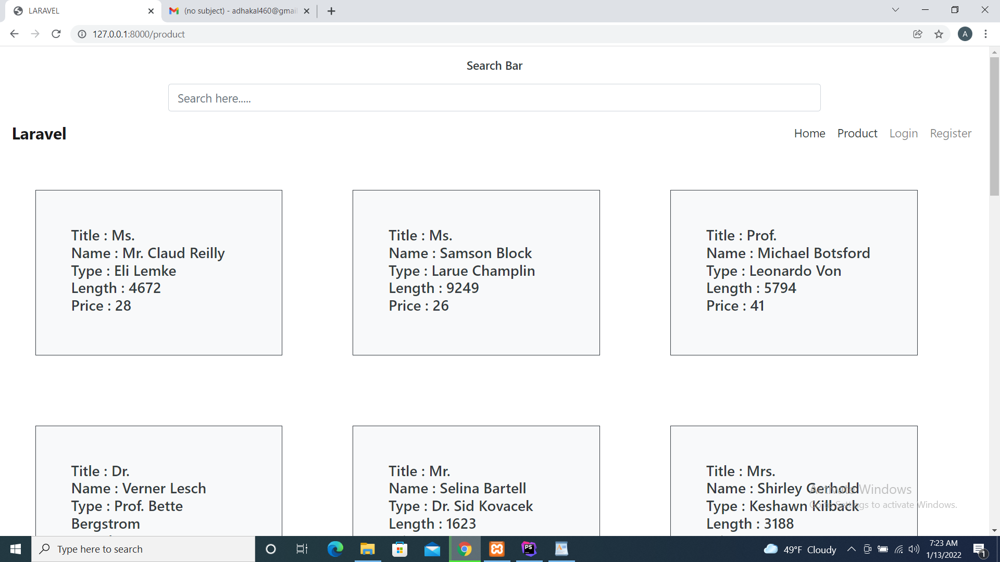 LARAVEL
(no subject) - adhakal460@gmail
127.0.0.1:8000/product
A
Search Bar
Search here.....
Laravel
Home Product Login Register
Title : Ms.
Name : Mr. Claud Reilly
Type : Eli Lemke
Length : 4672
Price : 28
Title : Ms.
Name : Samson Block
Type : Larue Champlin
Length : 9249
Price : 26
Title : Prof.
Name : Michael Botsford
Type : Leonardo Von
Length : 5794
Price : 41
Title : Dr.
Name : Verner Lesch
Type : Prof. Bette
Bergstrom
Title : Mr.
Name : Selina Bartell
Type : Dr. Sid Kovacek
Length : 1623
Title : Mrs.
Name : Shirley Gerhold
Type : Keshawn Kilback
Length : 3188
Activate Windows
Go to Settings to activate Windows.
Type here to search
PS
49°F Cloudy
7:23 AM
1/13/2022
1